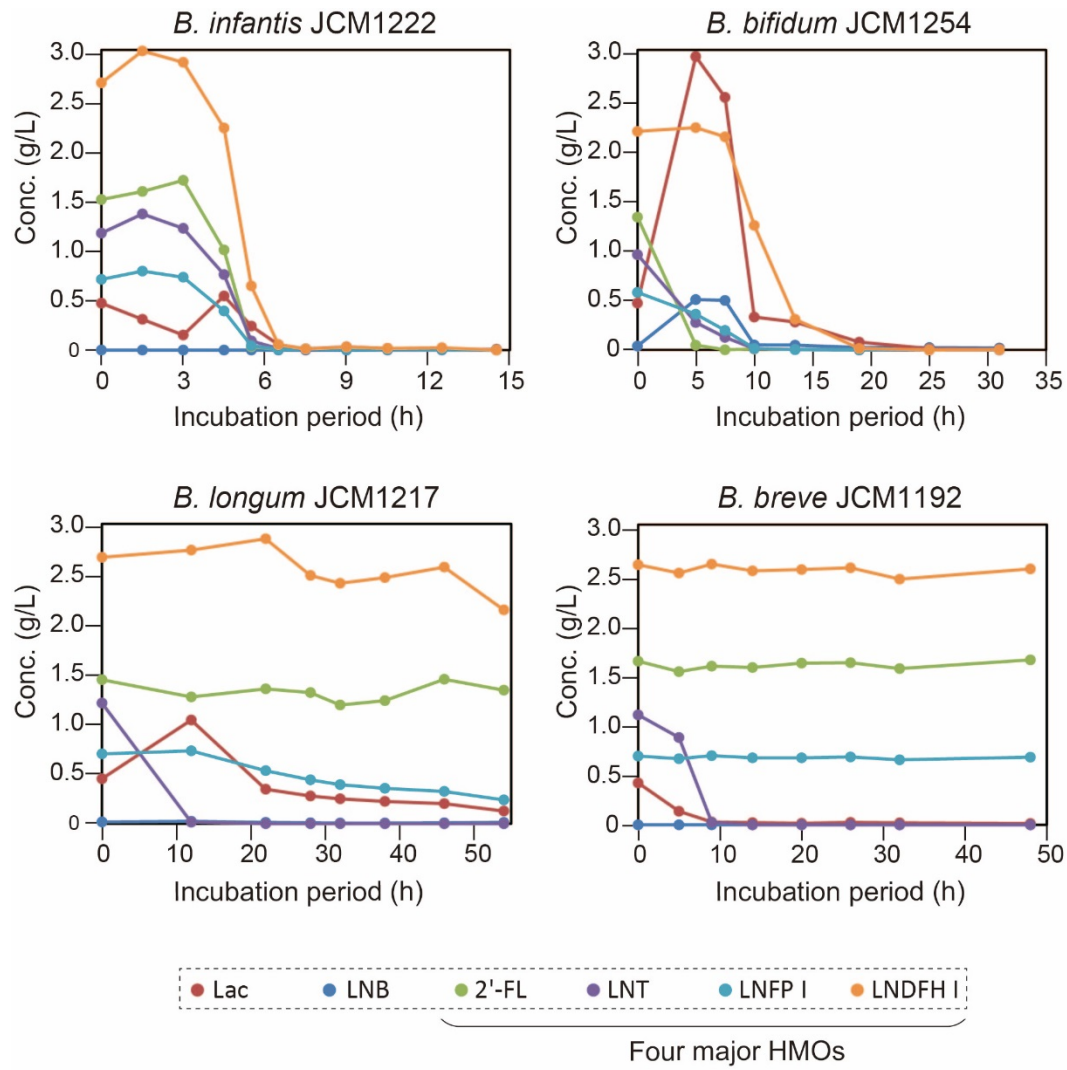 B. infantis JCM1222
B. bifidum JCM1254
3.0
2.5
2.0
1.5
1.0
0.5
0
Conc. (g/L)
0 3 6 9 12 15
Incubation period (h)
3.0
2.5
2.0
1.5
1.0
0.5
0
Conc. (g/L)
0 5 10 15 20 25 30 35
Incubation period (h)
B. longum JCM1217
B. breve JCM1192
3.0
2.5
2.0
1.5
1.0
0.5
0
Conc. (g/L)
0 10 20 30 40 50
Incubation period (h)
3.0
2.5
2.0
1.5
1.0
0.5
0
Conc. (g/L)
0 10 20 30 40 50
Incubation period (h)
Lac LNB 2'-FL LNT LNFP I LNDFH I
Four major HMOs